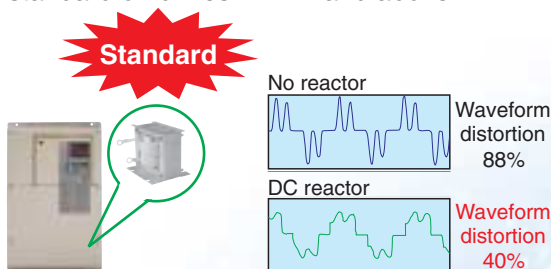 Standard
No reactor
Waveform
distortion
88%
DC reactor
Waveform
distortion
40%